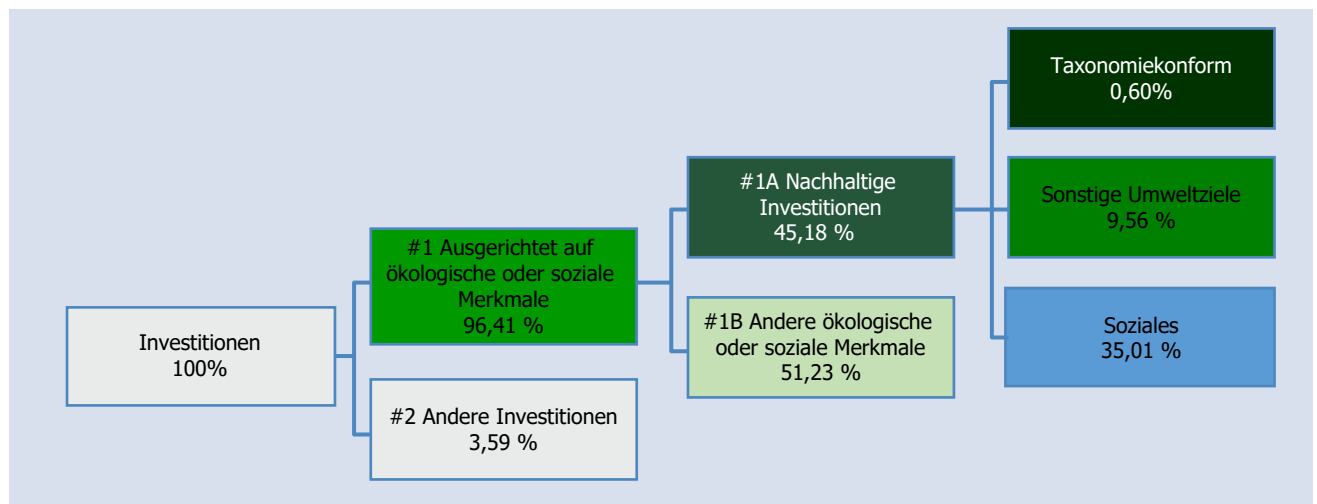 Investitionen
100%
#1 Ausgerichtet auf
ökologische oder soziale
Merkmale
96,41 %
#2 Andere Investitionen
3,59 %
#1A Nachhaltige
Investitionen
45,18 %
#1B Andere ökologische
oder soziale Merkmale
51,23 %
Taxonomiekonform
0,60%
Sonstige Umweltziele
9,56 %
Soziales
35,01 %